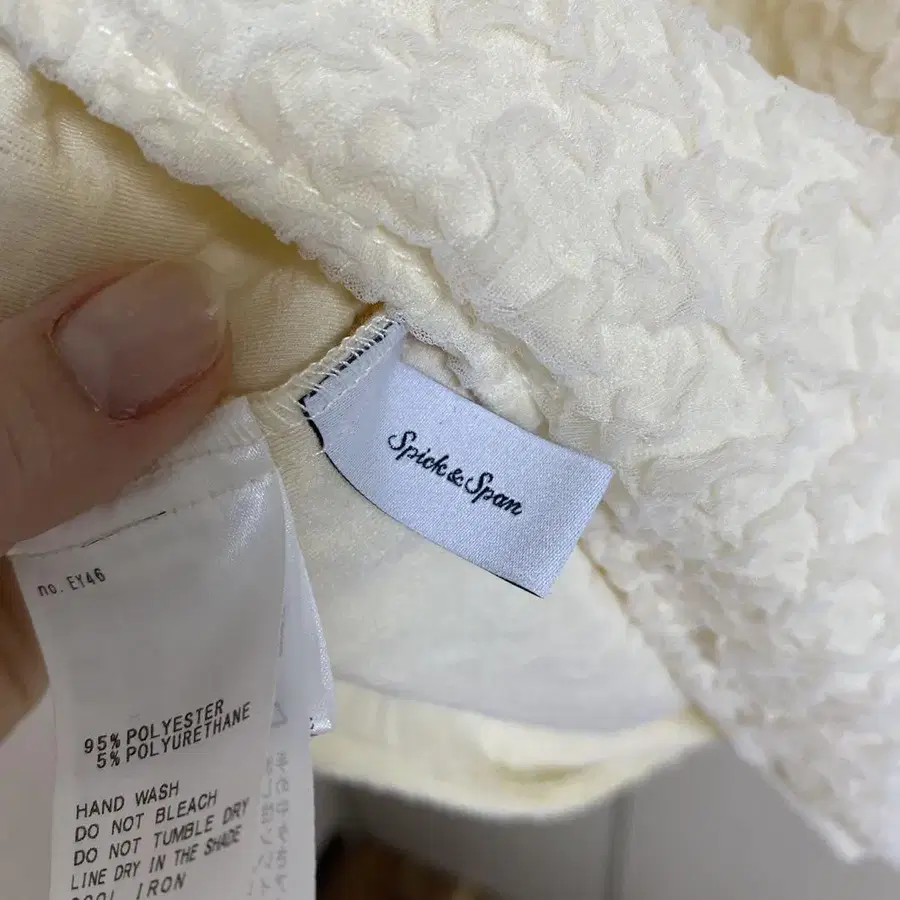 Spick & Span
no. EY46
95% POLYESTER
5% POLYURETHANE
HAND WASH
DO NOT BLEACH
DO NOT TUMBLE DRY
LINE DRY IN THE SHADE
COOL IRON